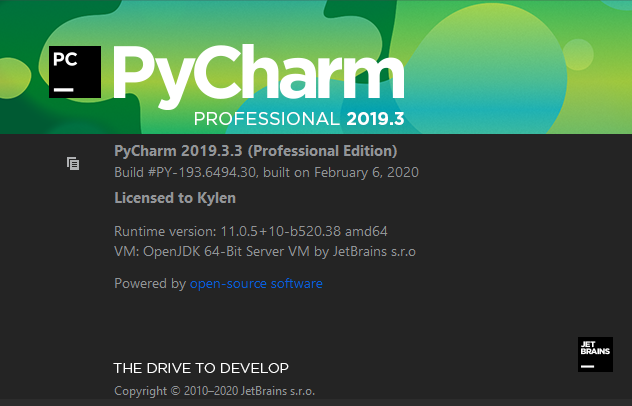 PC
PyCharm
PROFESSIONAL 2019.3
PyCharm 2019.3.3 (Professional Edition)
Build #PY-193.6494.30, built on February 6, 2020
Licensed to Kylen
Runtime version: 11.0.5+10-b520.38 amd64
VM: OpenJDK 64-Bit Server VM by JetBrains s.r.o
Powered by open-source software
JET
BRAINS
THE DRIVE TO DEVELOP
Copyright © 2010–2020 JetBrains s.r.o.